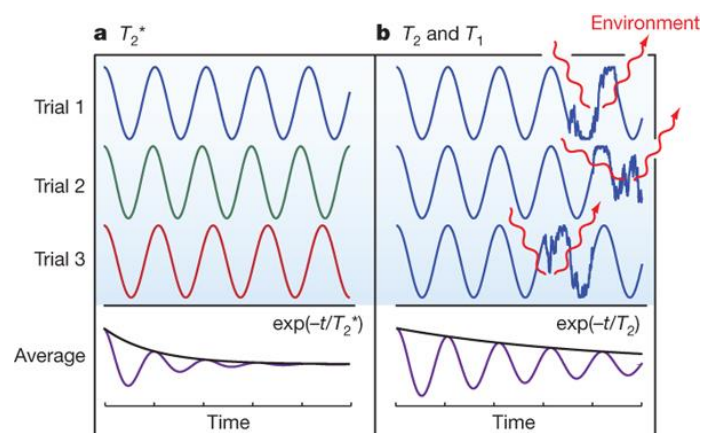 a T₂*
b T₂ and T₁
Environment
Trial 1
Trial 2
Trial 3
Average
exp(–t/T₂*)
exp(–t/T₂)
Time
Time